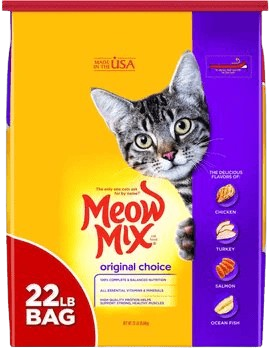 MADE IN THE
USA
The only one cats ask
for by name!®
Meow
Mix
cat food
original choice
100% COMPLETE & BALANCED NUTRITION
ALL ESSENTIAL VITAMINS & MINERALS
HIGH QUALITY PROTEIN HELPS
SUPPORT STRONG, HEALTHY MUSCLES
THE DELICIOUS
FLAVORS OF:
CHICKEN
TURKEY
SALMON
OCEAN FISH
22LB
BAG